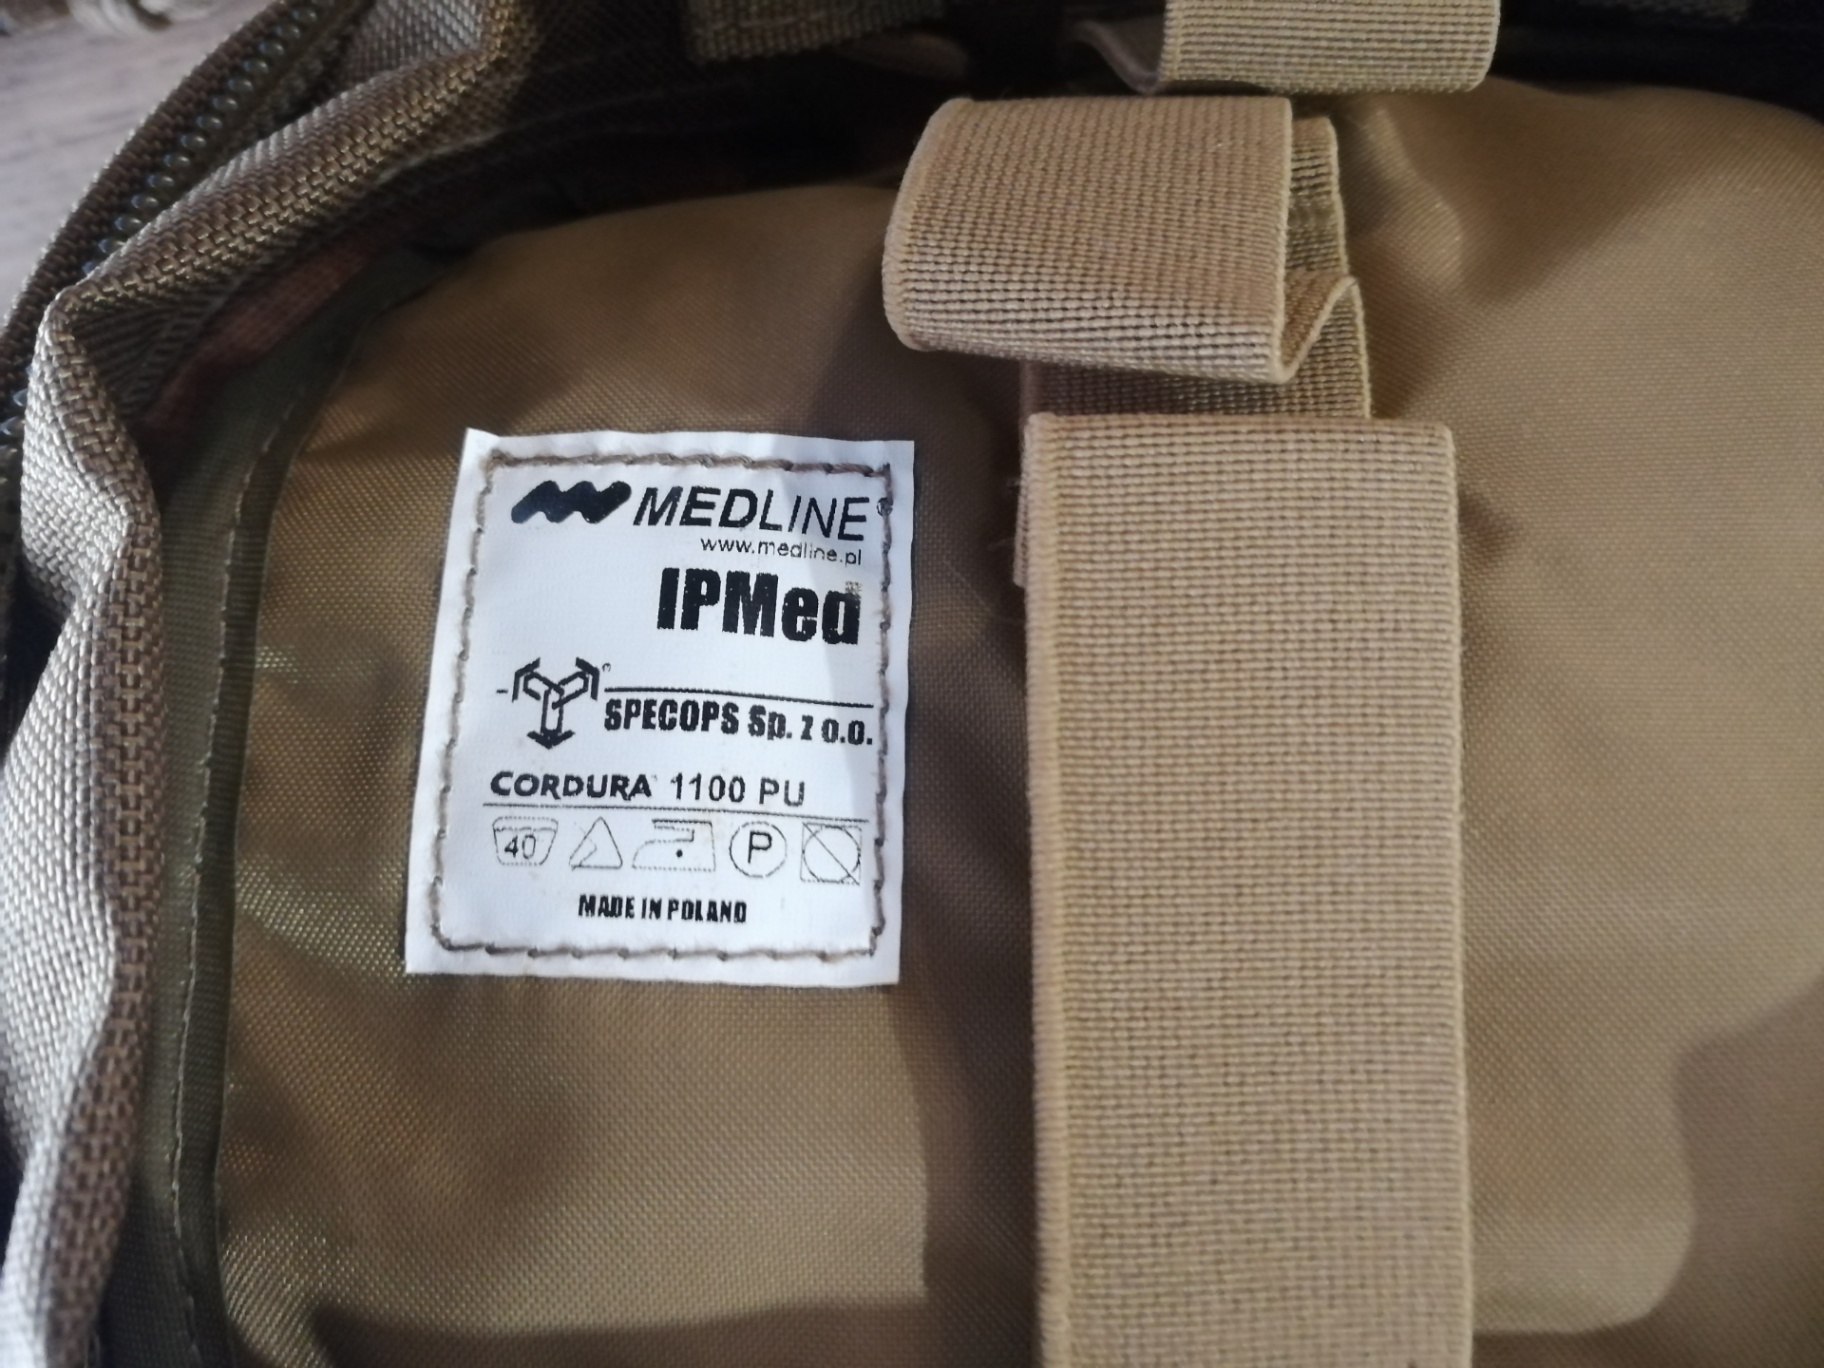 MEDLINE®
www.medline.pl
IPMed
SPECOPS Sp. z o.o.
CORDURA 1100 PU
40 P
MADE IN POLAND